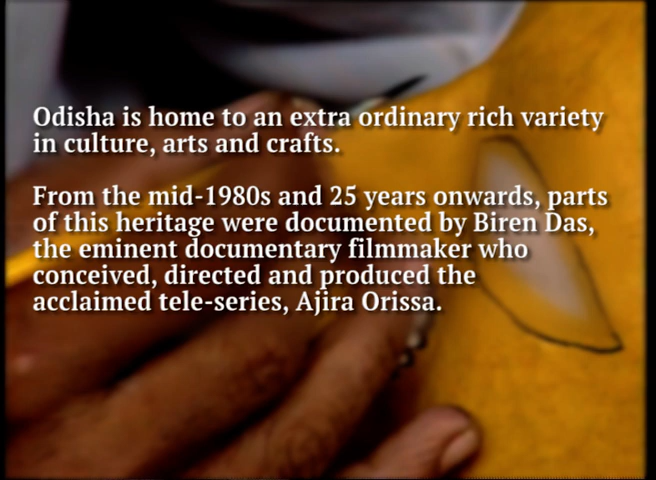 Odisha is home to an extra ordinary rich variety
in culture, arts and crafts.
From the mid-1980s and 25 years onwards, parts
of this heritage were documented by Biren Das,
the eminent documentary filmmaker who
conceived, directed and produced the
acclaimed tele-series, Ajira Orissa.